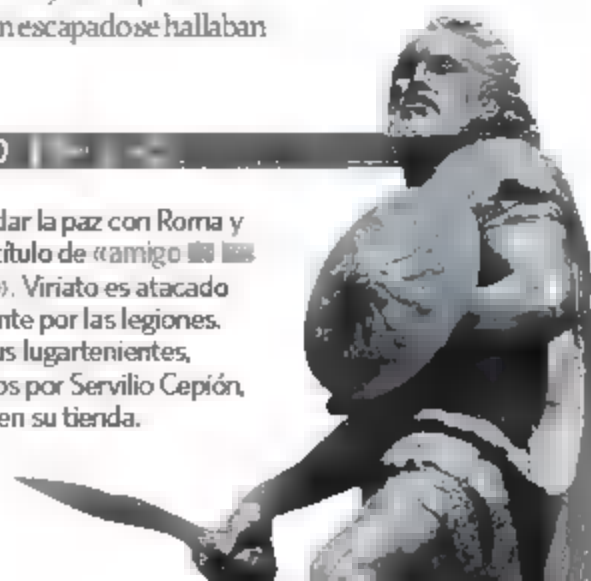 n escapado se hallaban
dar la paz con Roma y
título de «amigo
». Viriato es atacado
nte por las legiones.
us lugartenientes,
os por Servilio Cepión,
en su tienda.